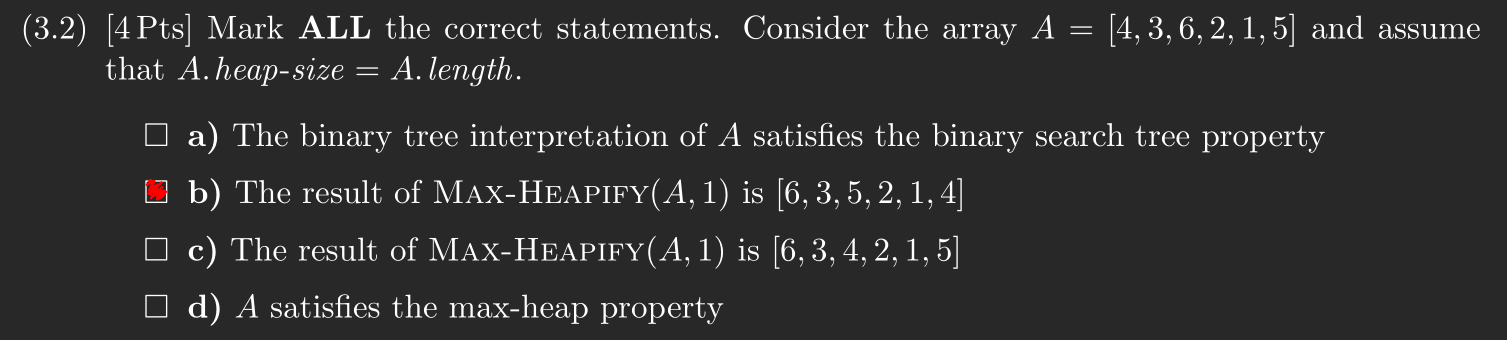 (3.2) [4 Pts] Mark ALL the correct statements. Consider the array A = [4, 3, 6, 2, 1, 5] and assume
that A.heap-size = A.length.
☐ a) The binary tree interpretation of A satisfies the binary search tree property
☒ b) The result of MAX-HEAPIFY(A, 1) is [6, 3, 5, 2, 1, 4]
☐ c) The result of MAX-HEAPIFY(A, 1) is [6, 3, 4, 2, 1, 5]
☐ d) A satisfies the max-heap property